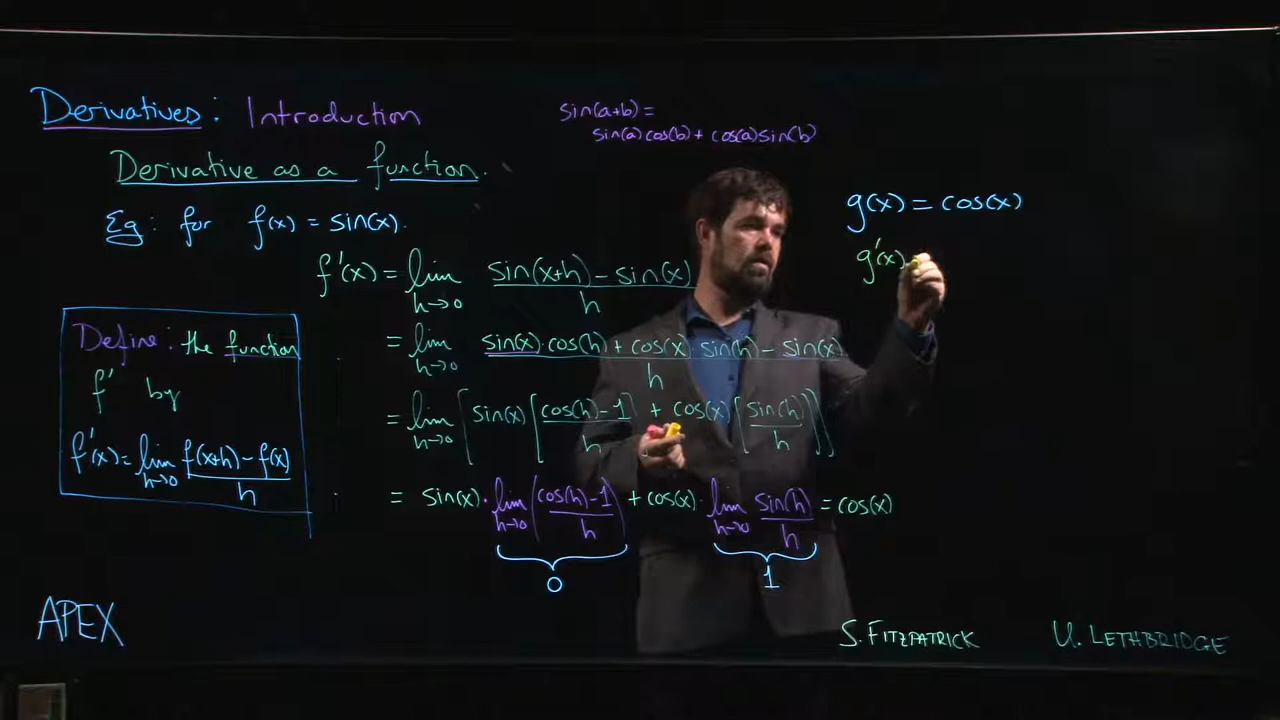 Derivatives: Introduction
sin(a+b) =
sin(a)cos(b) + cos(a)sin(b)
Derivative as a function.
Eg: for f(x) = sin(x).
f'(x) = lim h→0 sin(x+h) – sin(x) / h
= lim h→0 sin(x)·cos(h) + cos(x)·sin(h) – sin(x) / h
= lim h→0 [sin(x) [cos(h) – 1 / h] + cos(x) [sin(h) / h]]
= sin(x)· lim h→0 (cos(h) – 1 / h) + cos(x)· lim h→0 sin(h) / h = cos(x)
0
1
Define: the function
f' by
f'(x) = lim h→0 f(x+h) – f(x) / h
g(x) = cos(x)
g'(x)
APEX
S. FITZPATRICK
U. LETHBRIDGE